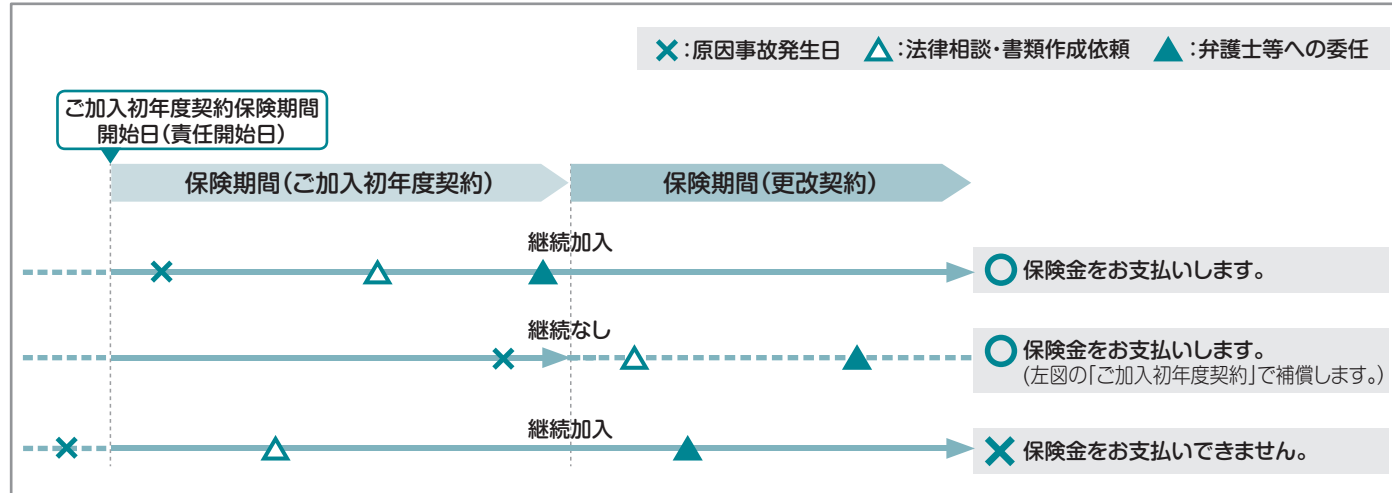 :原因事故発生日 :法律相談・書類作成依頼 :弁護士等への委任
ご加入初年度契約保険期間
開始日(責任開始日)
保険期間(ご加入初年度契約) 保険期間(更改契約)
継続加入
保険金をお支払いします。
継続なし
保険金をお支払いします。
(左図の「ご加入初年度契約」で補償します。)
継続加入
保険金をお支払いできません。